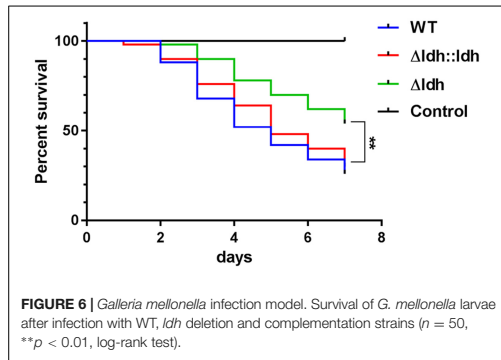 WT
Δldh::ldh
Δldh
Control
Percent survival
100
50
0
0 2 4 6 8
days
**
FIGURE 6 | Galleria mellonella infection model. Survival of G. mellonella larvae
after infection with WT, ldh deletion and complementation strains (n = 50,
**p < 0.01, log-rank test).